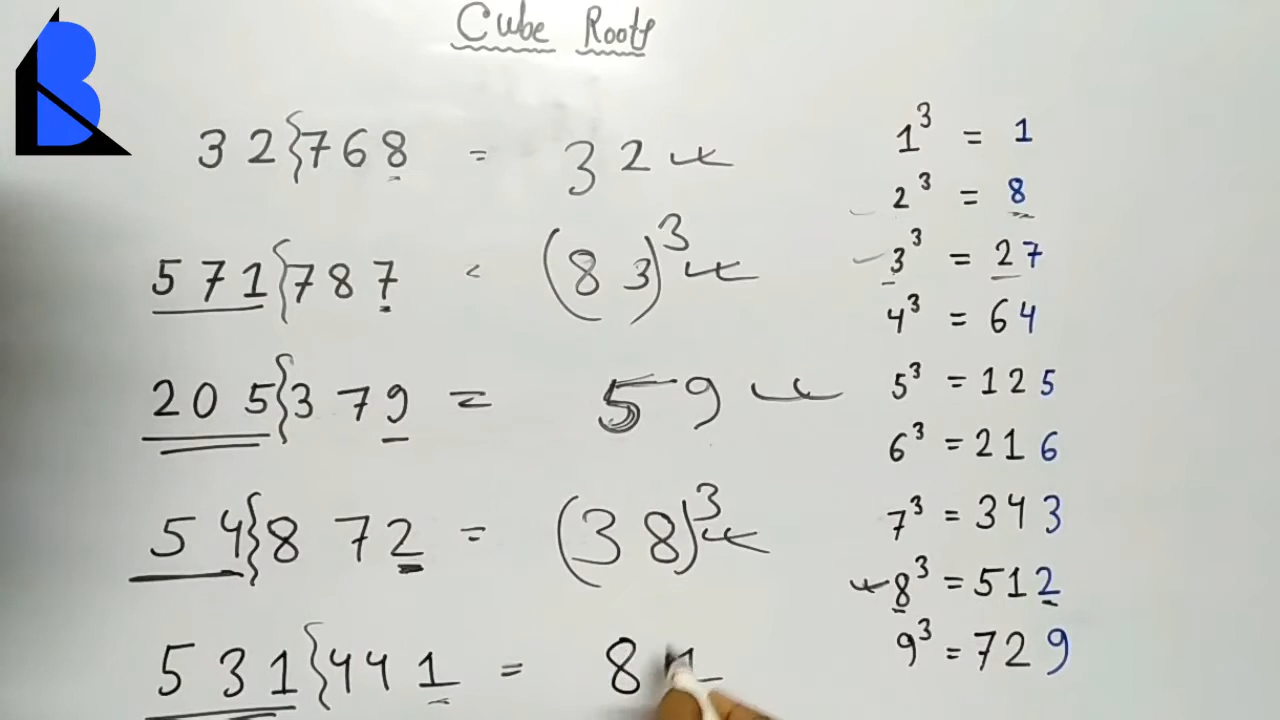 Cube Roots
32{768 = 32
571{787 < (83)³
205{379 = 59
54{872 = (38)³
531{441 = 81
1³ = 1
2³ = 8
3³ = 27
4³ = 64
5³ = 125
6³ = 216
7³ = 343
8³ = 512
9³ = 729